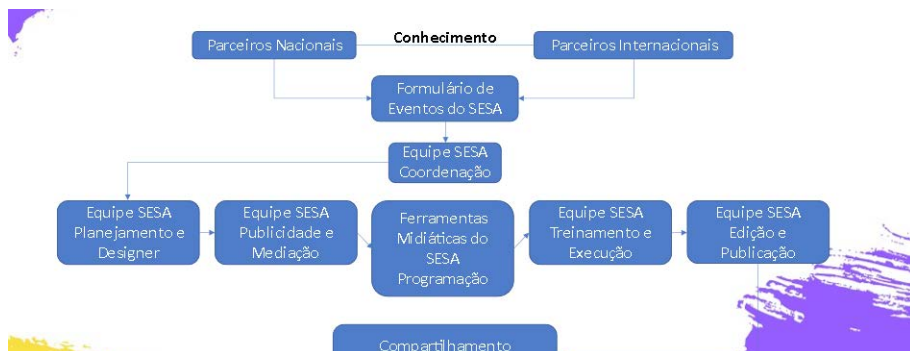 Parceiros Nacionais
Conhecimento
Parceiros Internacionais
Formulário de
Eventos do SESA
Equipe SESA
Coordenação
Equipe SESA
Planejamento e
Designer
Equipe SESA
Publicidade e
Mediação
Ferramentas
Midiáticas do
SESA
Programação
Equipe SESA
Treinamento e
Execução
Equipe SESA
Edição e
Publicação
Compartilhamento